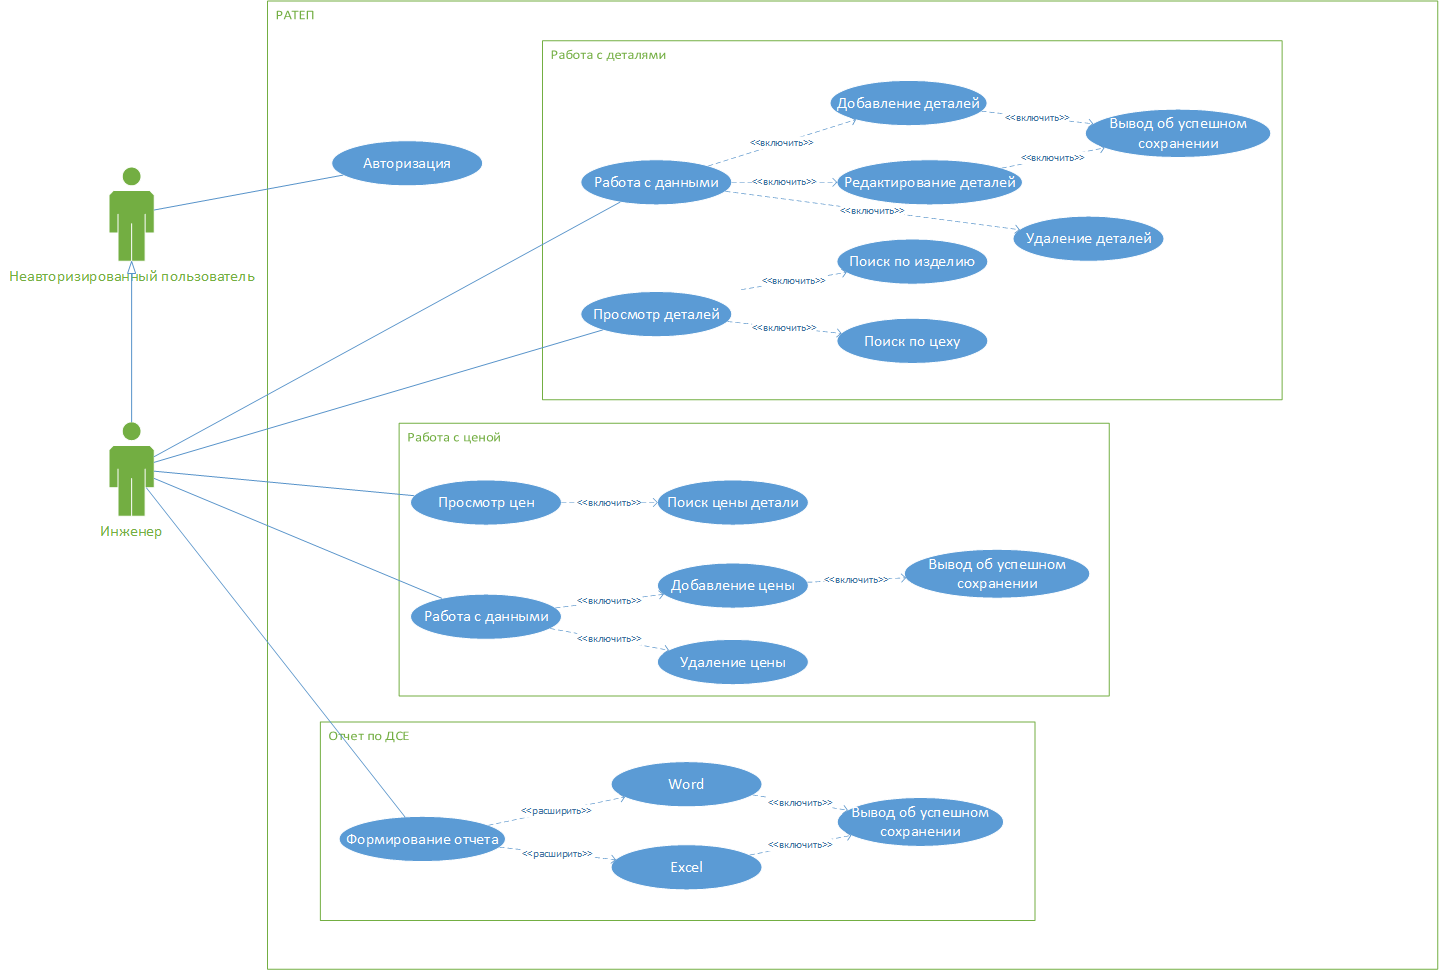 РАТЕП
Работа с деталями
Добавление деталей
<<включить>>
Вывод об успешном
сохранении
<<включить>>
Авторизация
<<включить>>
Работа с данными
<<включить>>
Редактирование деталей
<<включить>>
Удаление деталей
Неавторизированный пользователь
Поиск по изделию
<<включить>>
Просмотр деталей
<<включить>>
Поиск по цеху
Работа с ценой
Просмотр цен
<<включить>>
Поиск цены детали
Инженер
Добавление цены
<<включить>>
Вывод об успешном
сохранении
<<включить>>
Работа с данными
<<включить>>
Удаление цены
Отчет по ДСЕ
Word
<<включить>>
<<расширить>>
Вывод об успешном
сохранении
Формирование отчета
<<расширить>>
<<включить>>
Excel